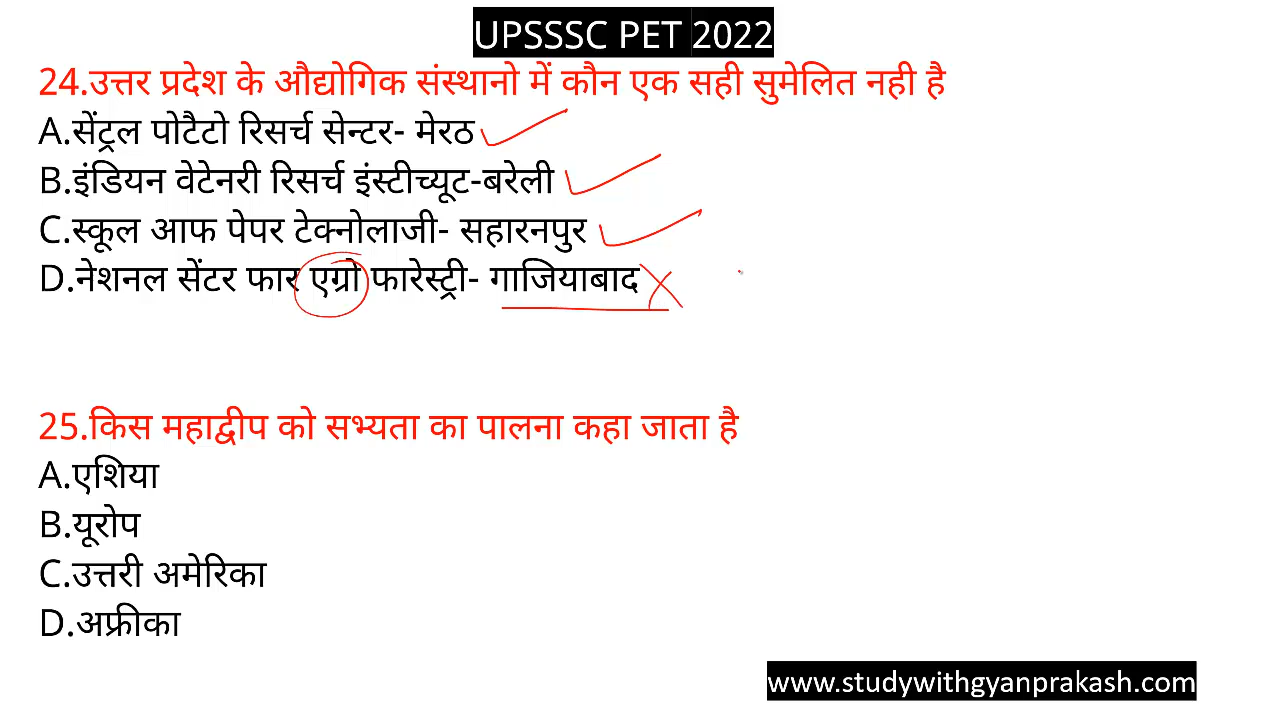 UPSSSC PET 2022
24.उत्तर प्रदेश के औद्योगिक संस्थानो में कौन एक सही सुमेलित नही है
A.सेंट्रल पोटैटो रिसर्च सेन्टर- मेरठ
B.इंडियन वेटेनरी रिसर्च इंस्टीच्यूट-बरेली
C.स्कूल आफ पेपर टेक्नोलाजी- सहारनपुर
D.नेशनल सेंटर फार एग्रो फारेस्ट्री- गाजियाबाद
25.किस महाद्वीप को सभ्यता का पालना कहा जाता है
A.एशिया
B.यूरोप
C.उत्तरी अमेरिका
D.अफ्रीका
www.studywithgyanprakash.com